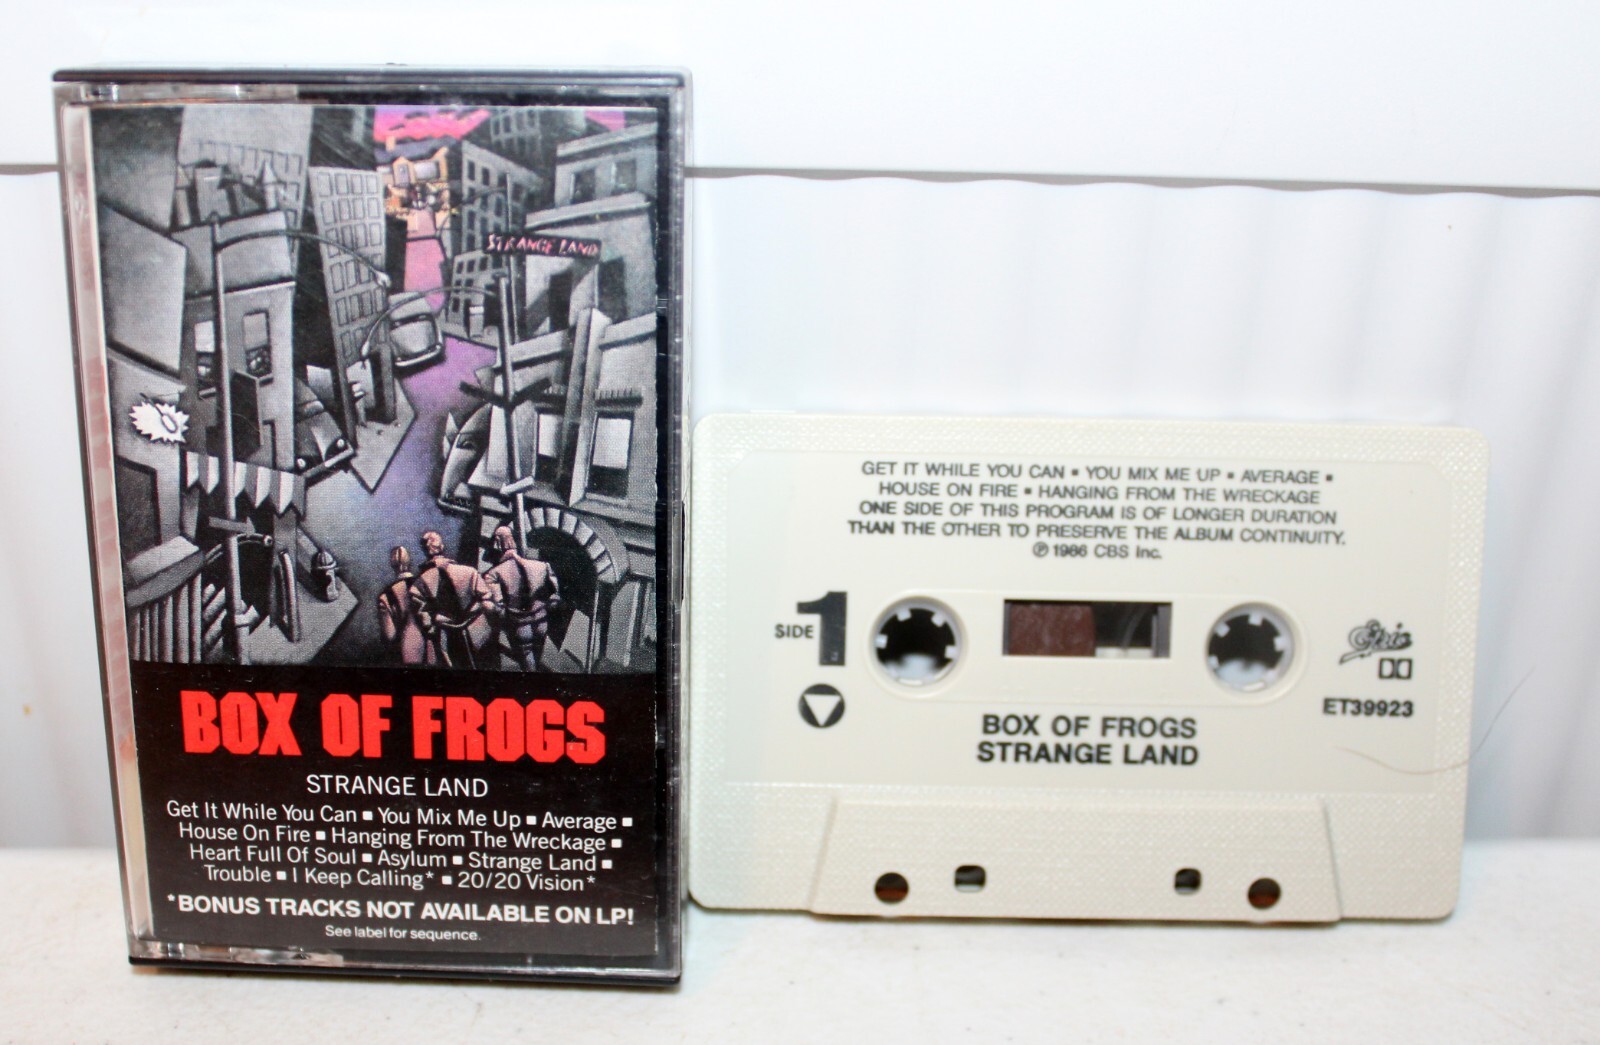 STRANGE LAND
BOX OF FROGS
STRANGE LAND
Get It While You Can ■ You Mix Me Up ■ Average ■
House On Fire ■ Hanging From The Wreckage ■
Heart Full Of Soul ■ Asylum ■ Strange Land ■
Trouble ■ I Keep Calling* ■ 20/20 Vision*
*BONUS TRACKS NOT AVAILABLE ON LP!
See label for sequence.
GET IT WHILE YOU CAN ■ YOU MIX ME UP ■ AVERAGE ■
HOUSE ON FIRE ■ HANGING FROM THE WRECKAGE
ONE SIDE OF THIS PROGRAM IS OF LONGER DURATION
THAN THE OTHER TO PRESERVE THE ALBUM CONTINUITY.
℗ 1986 CBS Inc.
SIDE 1
Epic
ET39923
BOX OF FROGS
STRANGE LAND